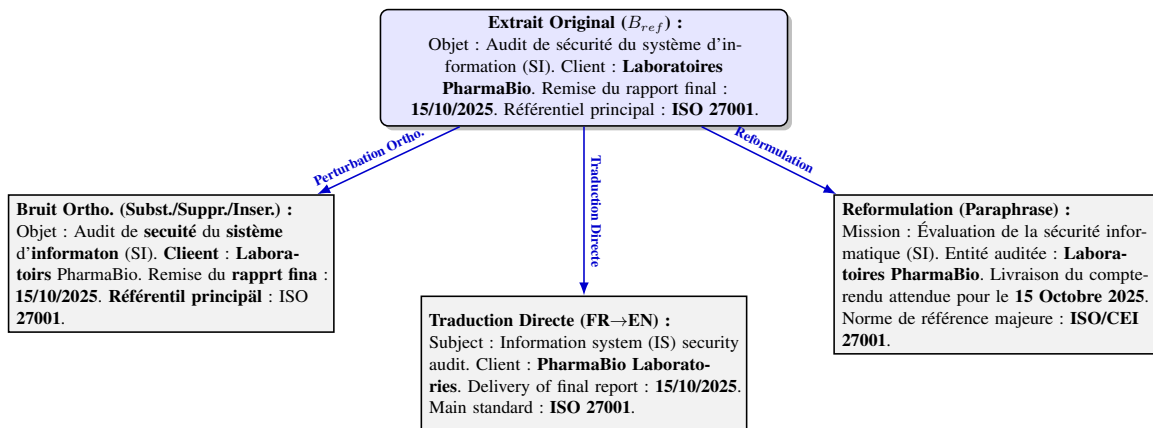 Extrait Original (B_ref) :
Objet : Audit de sécurité du système d'in-
formation (SI). Client : Laboratoires
PharmaBio. Remise du rapport final :
15/10/2025. Référentiel principal : ISO 27001.
Perturbation Ortho.
Traduction
Directe
Reformulation
Bruit Ortho. (Subst./Suppr./Inser.) :
Objet : Audit de secuité du sistème
d'informaton (SI). Clieent : Labora-
toirs PharmaBio. Remise du rapprt fina :
15/10/2025. Référentil principäl : ISO
27001.
Traduction Directe (FR→EN) :
Subject : Information system (IS) security
audit. Client : PharmaBio Laborato-
ries. Delivery of final report : 15/10/2025.
Main standard : ISO 27001.
Reformulation (Paraphrase) :
Mission : Évaluation de la sécurité infor-
matique (SI). Entité auditée : Labora-
toires PharmaBio. Livraison du compte-
rendu attendue pour le 15 Octobre 2025.
Norme de référence majeure : ISO/CEI
27001.